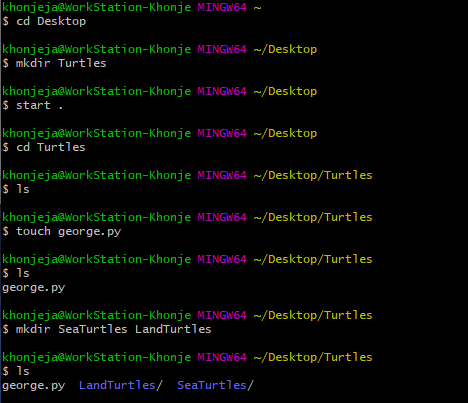 khonjeja@WorkStation-Khonje MINGW64 ~
$ cd Desktop
khonjeja@WorkStation-Khonje MINGW64 ~/Desktop
$ mkdir Turtles
khonjeja@WorkStation-Khonje MINGW64 ~/Desktop
$ start .
khonjeja@WorkStation-Khonje MINGW64 ~/Desktop
$ cd Turtles
khonjeja@WorkStation-Khonje MINGW64 ~/Desktop/Turtles
$ ls
khonjeja@WorkStation-Khonje MINGW64 ~/Desktop/Turtles
$ touch george.py
khonjeja@WorkStation-Khonje MINGW64 ~/Desktop/Turtles
$ ls
george.py
khonjeja@WorkStation-Khonje MINGW64 ~/Desktop/Turtles
$ mkdir SeaTurtles LandTurtles
khonjeja@WorkStation-Khonje MINGW64 ~/Desktop/Turtles
$ ls
george.py  LandTurtles/  SeaTurtles/